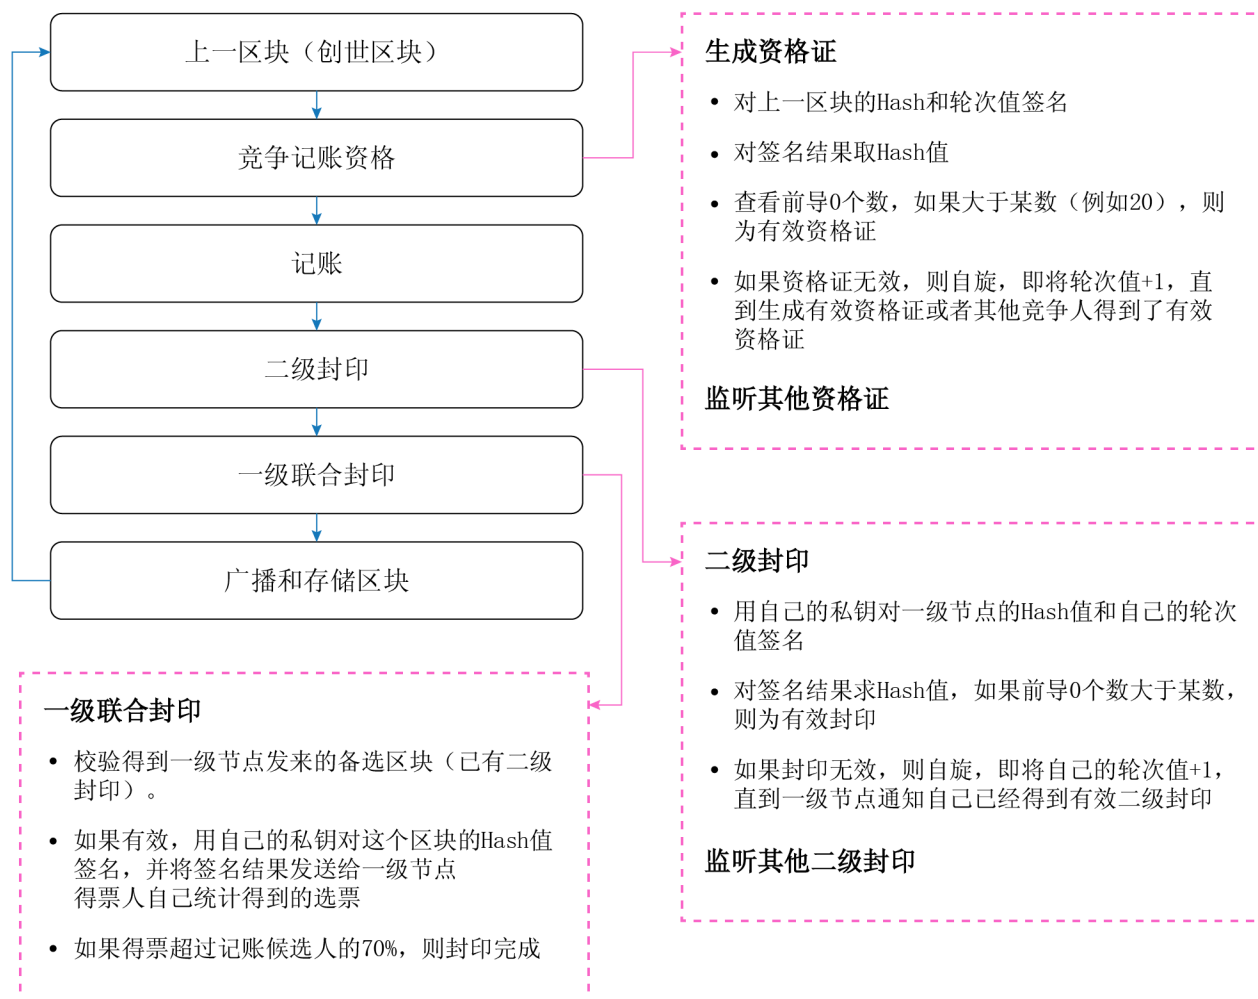 上一区块（创世区块）
竞争记账资格
记账
二级封印
一级联合封印
广播和存储区块
生成资格证
• 对上一区块的Hash和轮次值签名
• 对签名结果取Hash值
• 查看前导0个数，如果大于某数（例如20），则
为有效资格证
• 如果资格证无效，则自旋，即将轮次值+1，直
到生成有效资格证或者其他竞争人得到了有效
资格证
监听其他资格证
二级封印
• 用自己的私钥对一级节点的Hash值和自己的轮次
值签名
• 对签名结果求Hash值，如果前导0个数大于某数，
则为有效封印
• 如果封印无效，则自旋，即将自己的轮次值+1，
直到一级节点通知自己已经得到有效二级封印
监听其他二级封印
一级联合封印
• 校验得到一级节点发来的备选区块（已有二级
封印）。
• 如果有效，用自己的私钥对这个区块的Hash值
签名，并将签名结果发送给一级节点
得票人自己统计得到的选票
• 如果得票超过记账候选人的70%，则封印完成